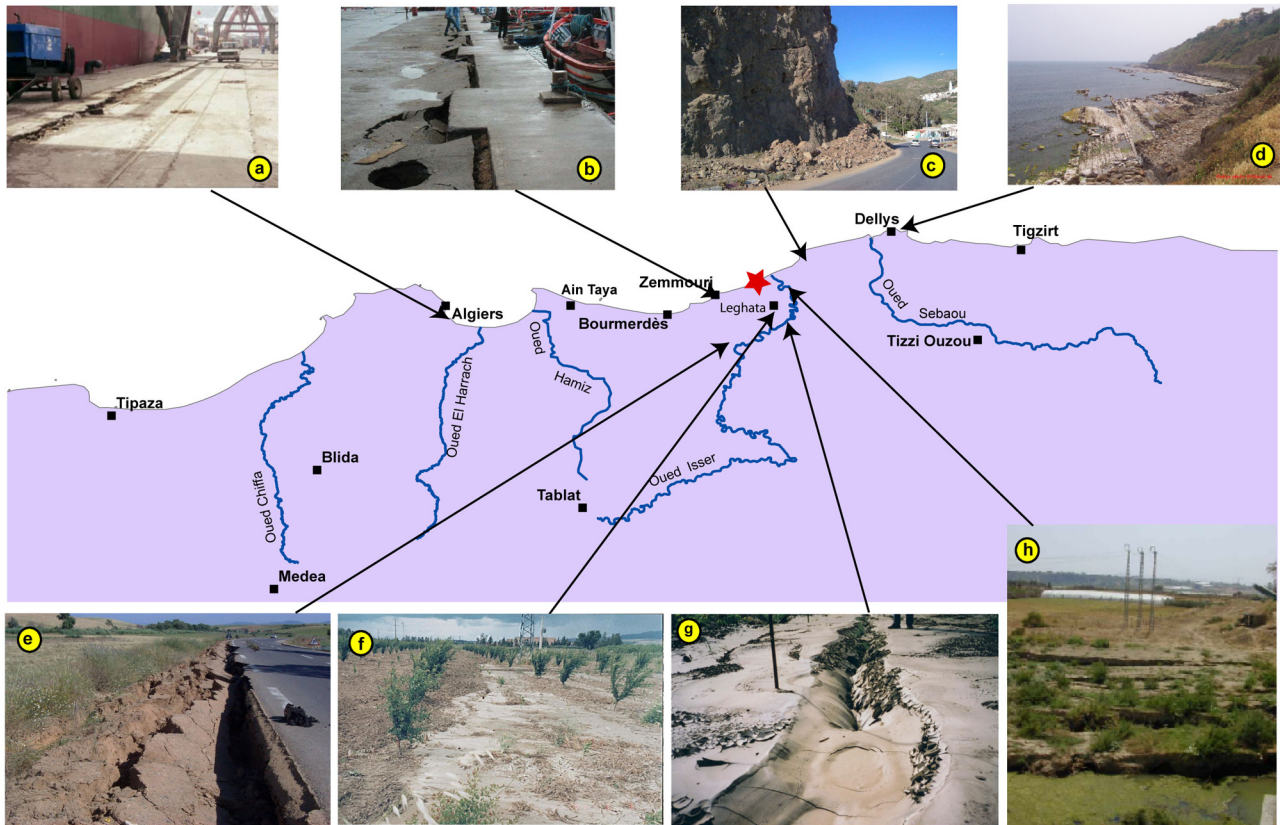 a
b
c
d
Dellys
Tigzirt
Zemmouri
Ain Taya
Leghata
Algiers
Bourmerdès
Oued
Sebaou
Tizzi Ouzou
Oued
Hamiz
Tipaza
Oued El Harrach
Blida
Oued Chiffa
Oued Isser
Tablat
Medea
e
f
g
h